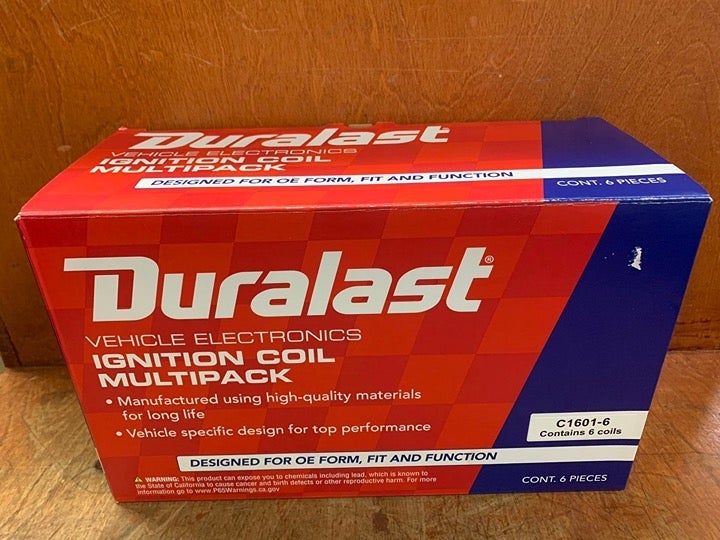 Duralast
VEHICLE ELECTRONICS
IGNITION COIL
MULTIPACK
DESIGNED FOR OE FORM, FIT AND FUNCTION
CONT. 6 PIECES
Duralast®
VEHICLE ELECTRONICS
IGNITION COIL
MULTIPACK
• Manufactured using high-quality materials
for long life
• Vehicle specific design for top performance
C1601-6
Contains 6 coils
DESIGNED FOR OE FORM, FIT AND FUNCTION
CONT. 6 PIECES
⚠ WARNING: This product can expose you to chemicals including lead, which is known to
the State of California to cause cancer and birth defects or other reproductive harm. For more
information go to www.P65Warnings.ca.gov